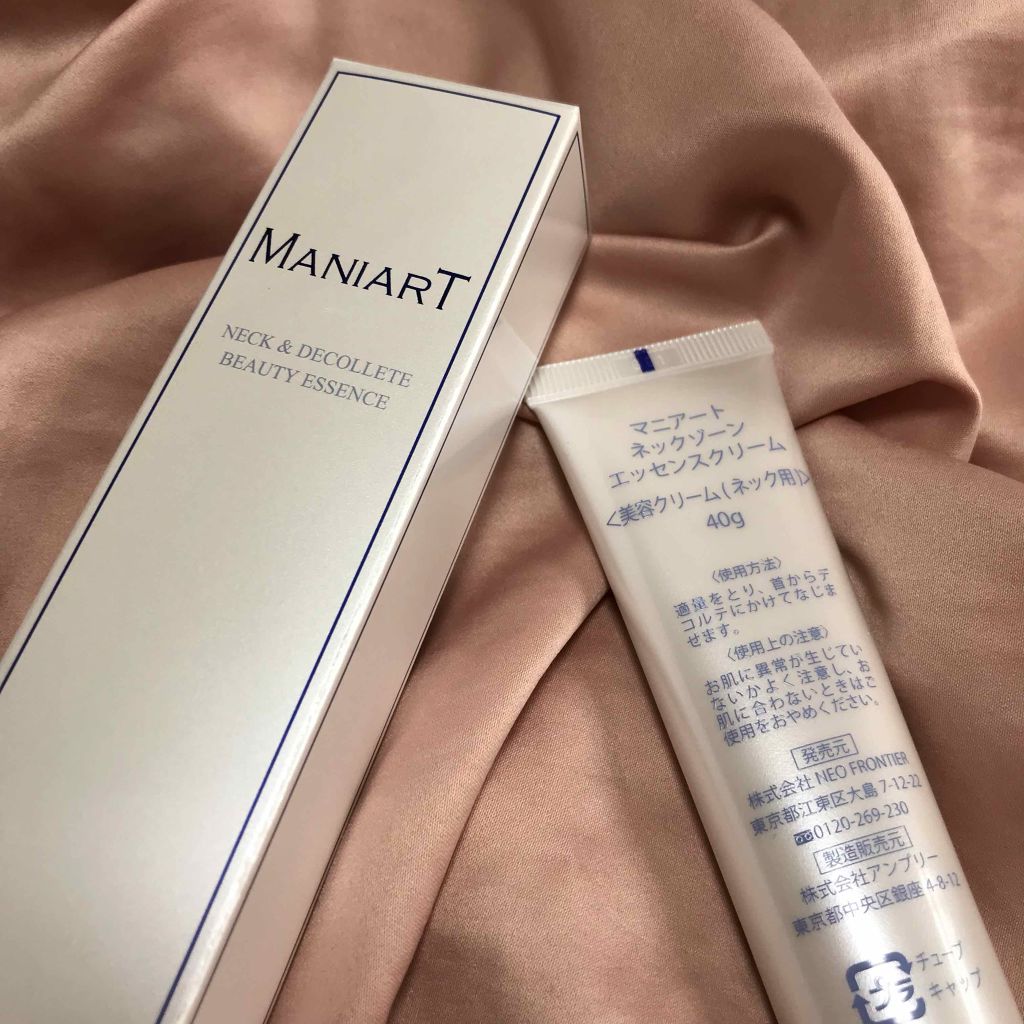 MANIART
NECK & DECOLLETE
BEAUTY ESSENCE
マニアート
ネックゾーン
エッセンスクリーム
<美容クリーム(ネック用)>
40g
〈使用方法〉
適量をとり、首からデ
コルテにかけてなじま
せます。
〈使用上の注意〉
お肌に異常が生じてい
ないかよく注意し、お
肌に合わないときはご
使用をおやめください。
発売元
株式会社 NEO FRONTIER
東京都江東区大島 7-12-22
0120-269-230
製造販売元
株式会社アンプリー
東京都中央区銀座 4-8-12
プラ
チューブ
キャップ